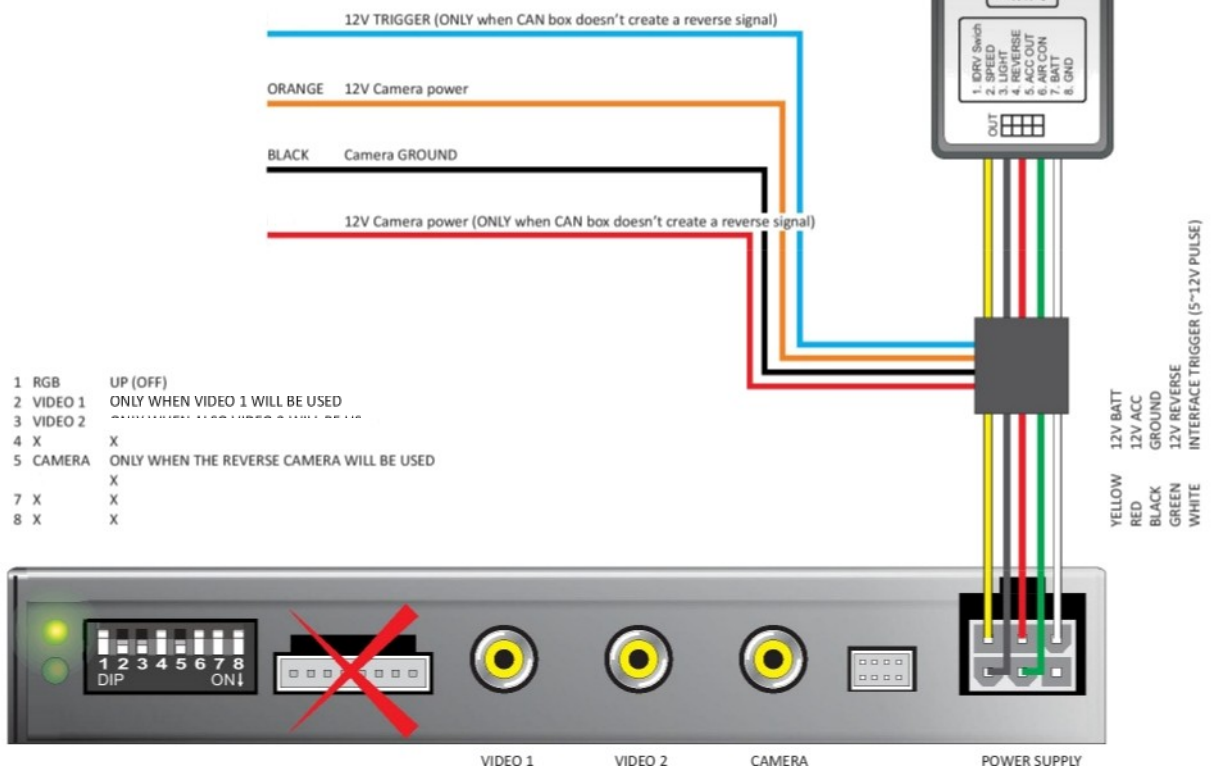 12V TRIGGER (ONLY when CAN box doesn't create a reverse signal)
ORANGE 12V Camera power
BLACK Camera GROUND
12V Camera power (ONLY when CAN box doesn't create a reverse signal)
1. IDRV Swich
2. SPEED
3. LIGHT
4. REVERSE
5. ACC OUT
6. AIR CON
7. BATT
8. GND
OUT
1 RGB UP (OFF)
2 VIDEO 1 ONLY WHEN VIDEO 1 WILL BE USED
3 VIDEO 2
4 X X
5 CAMERA ONLY WHEN THE REVERSE CAMERA WILL BE USED
X
7 X X
8 X X
YELLOW 12V BATT
RED 12V ACC
BLACK GROUND
GREEN 12V REVERSE
WHITE INTERFACE TRIGGER (5~12V PULSE)
1 2 3 4 5 6 7 8
DIP ON↓
VIDEO 1
VIDEO 2
CAMERA
POWER SUPPLY